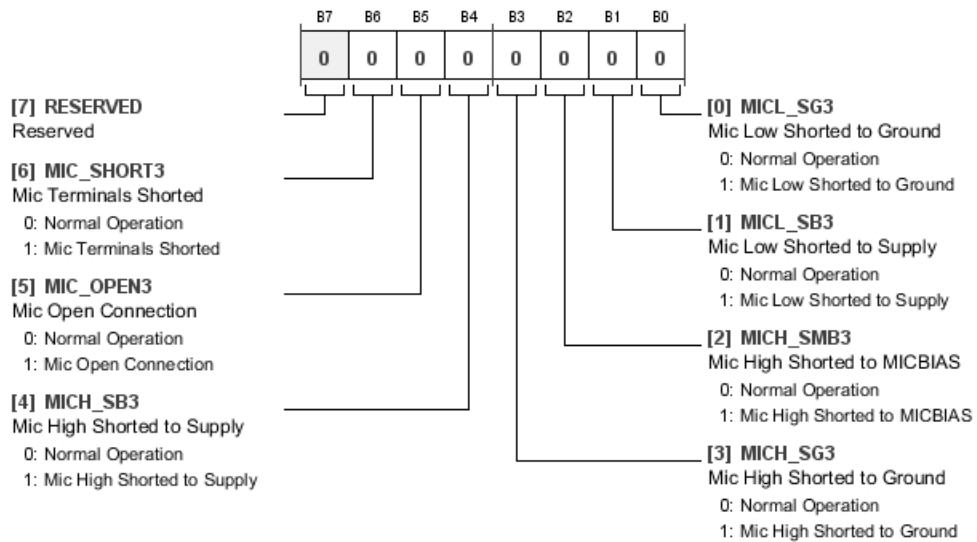 B7 B6 B5 B4 B3 B2 B1 B0
0 0 0 0 0 0 0 0
[7] RESERVED
Reserved
[6] MIC_SHORT3
Mic Terminals Shorted
0: Normal Operation
1: Mic Terminals Shorted
[5] MIC_OPEN3
Mic Open Connection
0: Normal Operation
1: Mic Open Connection
[4] MICH_SB3
Mic High Shorted to Supply
0: Normal Operation
1: Mic High Shorted to Supply
[0] MICL_SG3
Mic Low Shorted to Ground
0: Normal Operation
1: Mic Low Shorted to Ground
[1] MICL_SB3
Mic Low Shorted to Supply
0: Normal Operation
1: Mic Low Shorted to Supply
[2] MICH_SMB3
Mic High Shorted to MICBIAS
0: Normal Operation
1: Mic High Shorted to MICBIAS
[3] MICH_SG3
Mic High Shorted to Ground
0: Normal Operation
1: Mic High Shorted to Ground